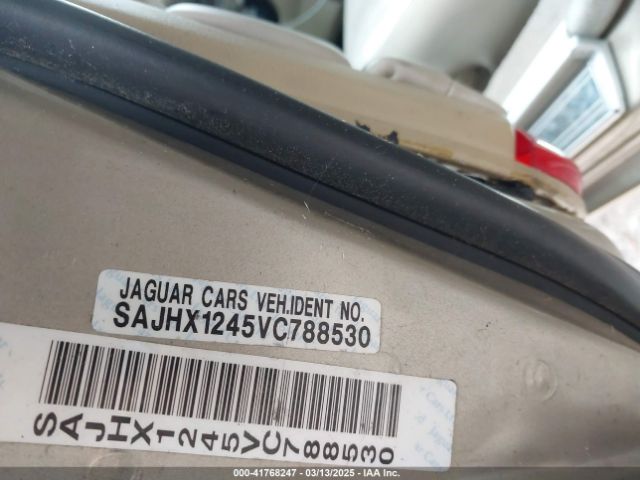 JAGUAR CARS VEH.IDENT NO.
SAJHX1245VC788530
SAJHX1245VC788530
000-41768247 - 03/13/2025 - IAA Inc.